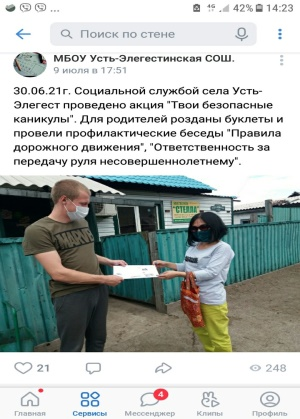 42% 14:23
Поиск по стене
МБОУ Усть-Элегестинская СОШ.
9 июля в 17:51
30.06.21г. Социальной службой села Усть-
Элегест проведено акция "Твои безопасные
каникулы". Для родителей розданы буклеты и
провели профилактические беседы "Правила
дорожного движения", "Ответственность за
передачу руля несовершеннолетнему".
СТЕЛЛА
21
248
4
Главная Сервисы Мессенджер Клипы Профиль